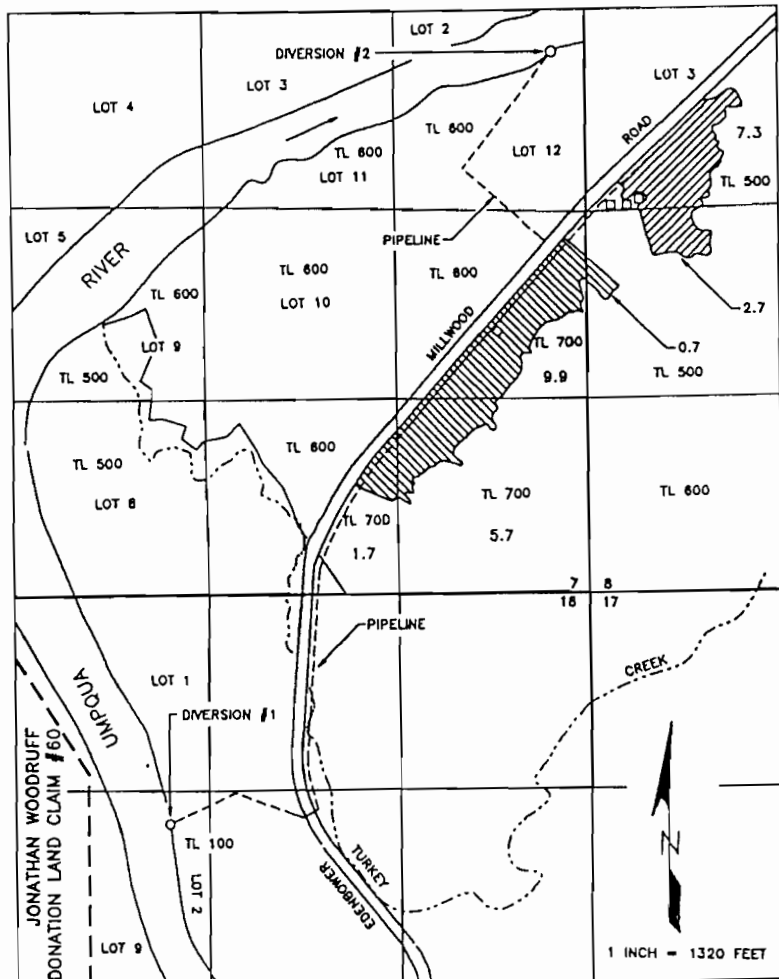 LOT 2
DIVERSION #2
LOT 3
LOT 3
LOT 4
ROAD
TL 600
7.3
TL 600
LOT 12
LOT 11
TL 500
LOT 5
PIPELINE
RIVER
TL 600
TL 600
LOT 10
2.7
TL 600
MILLWOOD
0.7
LOT 9
TL 700
TL 500
9.9
TL 500
TL 600
TL 500
LOT 8
TL 700
TL 600
TL 700
5.7
1.7
7 8
18 17
PIPELINE
CREEK
LOT 1
UMPQUA
DIVERSION #1
JONATHAN WOODRUFF
DONATION LAND CLAIM #60
TL 100
TURKEY
N
EDENBOWER
LOT 2
LOT 9
1 INCH = 1320 FEET